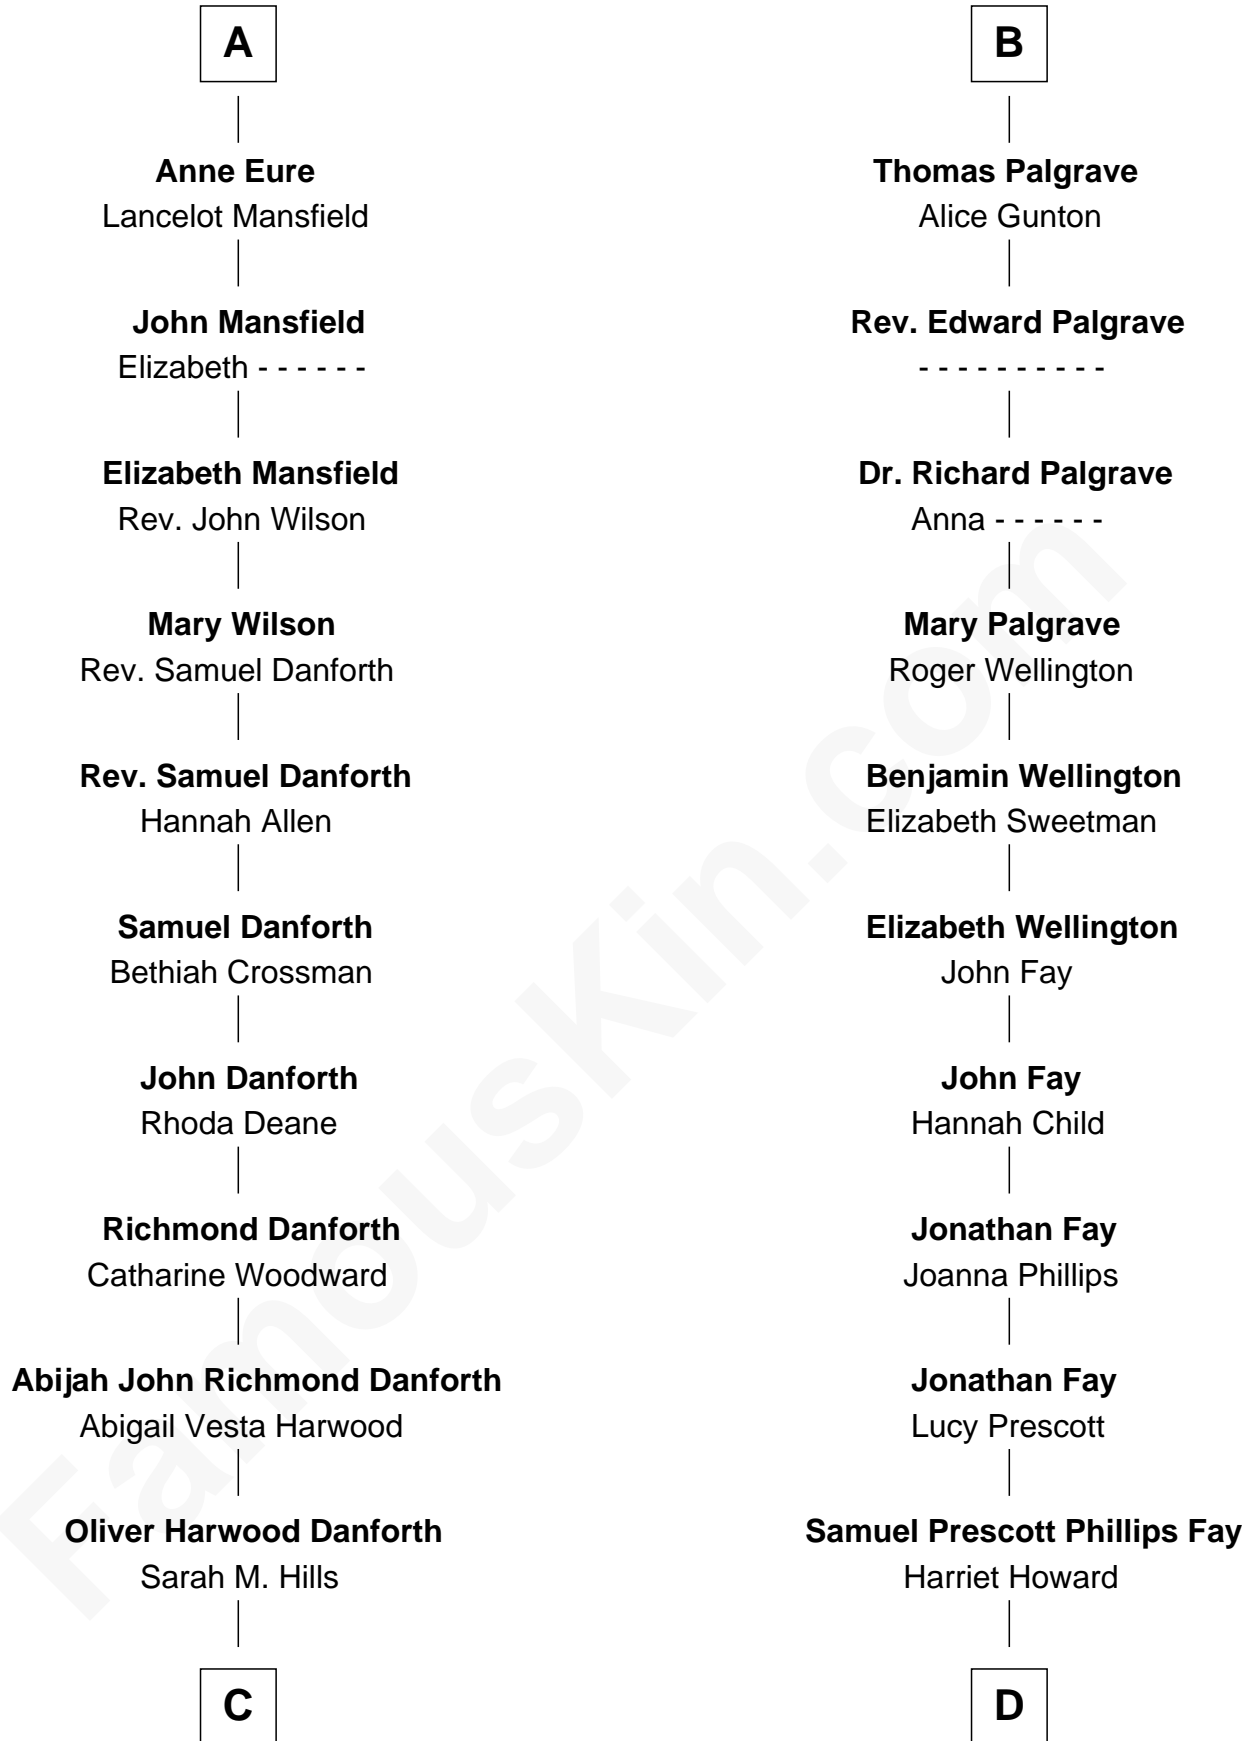 A
Anne Eure
Lancelot Mansfield
John Mansfield
Elizabeth - - - - - -
Elizabeth Mansfield
Rev. John Wilson
Mary Wilson
Rev. Samuel Danforth
Rev. Samuel Danforth
Hannah Allen
Samuel Danforth
Bethiah Crossman
John Danforth
Rhoda Deane
Richmond Danforth
Catharine Woodward
Abijah John Richmond Danforth
Abigail Vesta Harwood
Oliver Harwood Danforth
Sarah M. Hills
C
B
Thomas Palgrave
Alice Gunton
Rev. Edward Palgrave
- - - - - - - - - -
Dr. Richard Palgrave
Anna - - - - - -
Mary Palgrave
Roger Wellington
Benjamin Wellington
Elizabeth Sweetman
Elizabeth Wellington
John Fay
John Fay
Hannah Child
Jonathan Fay
Joanna Phillips
Jonathan Fay
Lucy Prescott
Samuel Prescott Phillips Fay
Harriet Howard
D
FamousKin.com